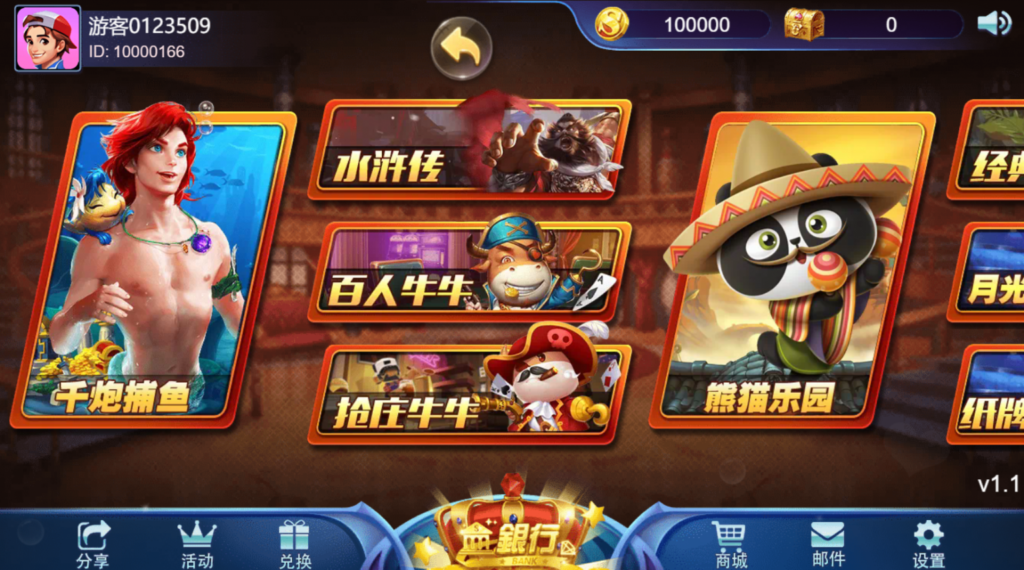 游客0123509
ID: 10000166
100000
0
千炮捕鱼
水浒传
百人牛牛
抢庄牛牛
熊猫乐园
经典
月光
纸牌
v1.1
分享
活动
兑换
銀行
BANK
商城
邮件
设置